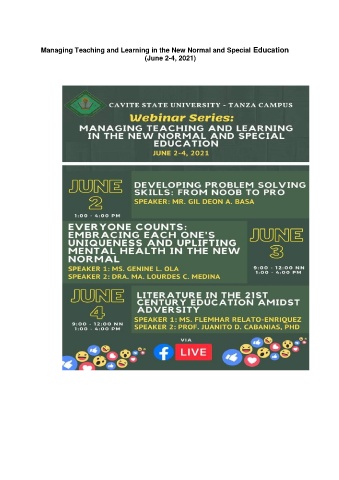 Managing Teaching and Learning in the New Normal and Special Education
(June 2-4, 2021)
CAVITE STATE UNIVERSITY - TANZA CAMPUS
Webinar Series:
MANAGING TEACHING AND LEARNING
IN THE NEW NORMAL AND SPECIAL
EDUCATION
JUNE 2-4, 2021
JUNE
2
1:00 - 4:00 PM
DEVELOPING PROBLEM SOLVING
SKILLS: FROM NOOB TO PRO
SPEAKER: MR. GIL DEON A. BASA
EVERYONE COUNTS:
EMBRACING EACH ONE'S
UNIQUENESS AND UPLIFTING
MENTAL HEALTH IN THE NEW
NORMAL
SPEAKER 1: MS. GENINE L. OLA
SPEAKER 2: DRA. MA. LOURDES C. MEDINA
JUNE
3
9:00 - 12:00 NN
1:00 - 4:00 PM
JUNE
4
9:00 - 12:00 NN
1:00 - 4:00 PM
LITERATURE IN THE 21ST
CENTURY EDUCATION AMIDST
ADVERSITY
SPEAKER 1: MS. FLEMHAR RELATO-ENRIQUEZ
SPEAKER 2: PROF. JUANITO D. CABANIAS, PHD
VIA
LIVE